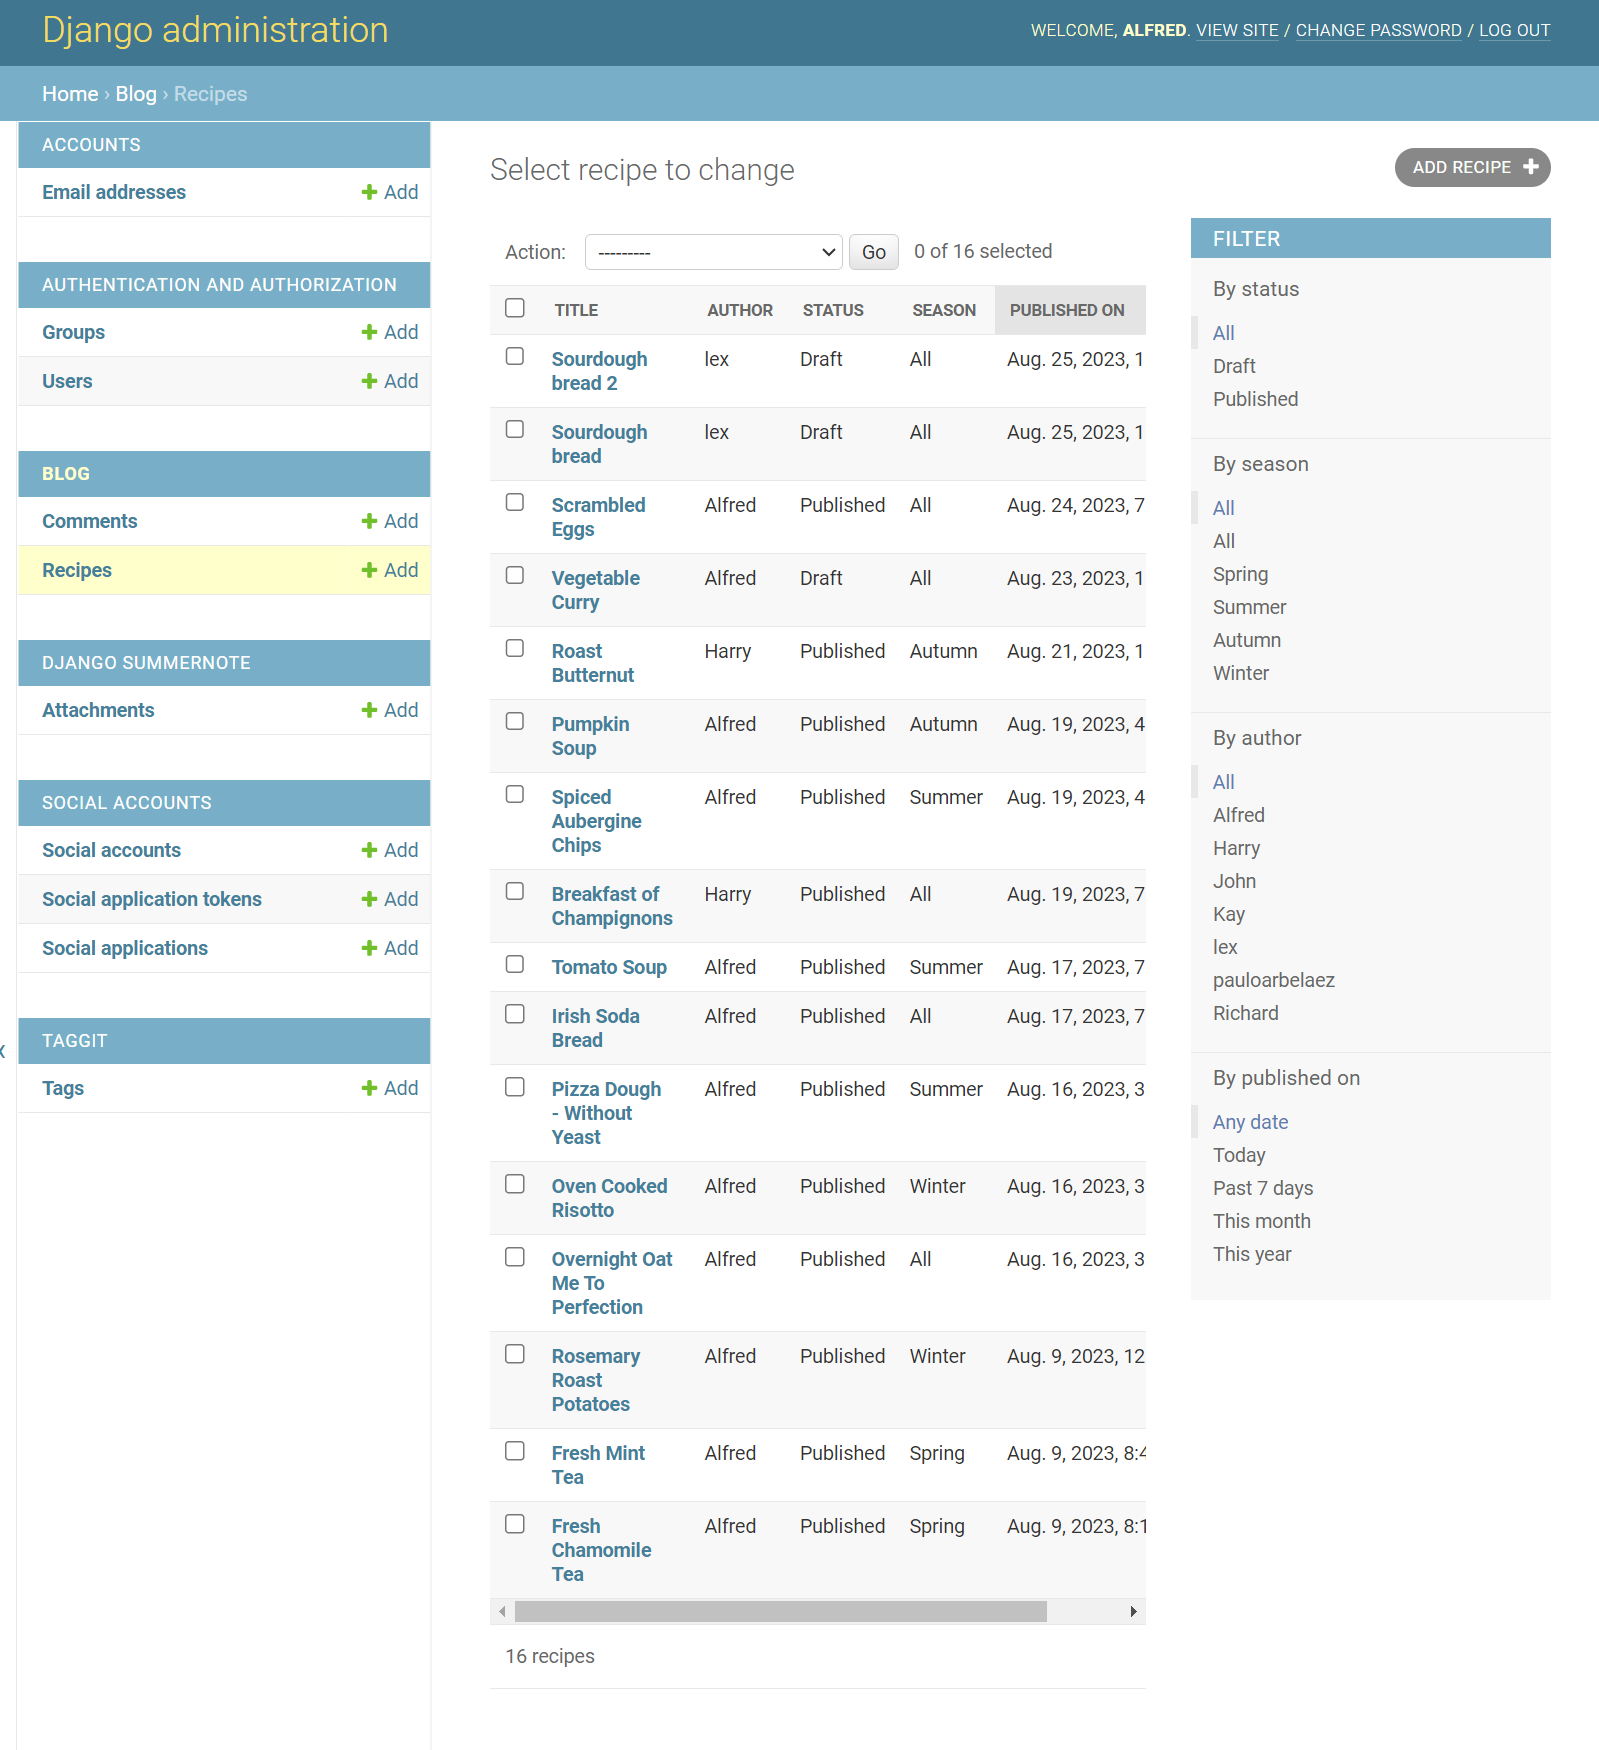 Django administration
WELCOME, ALFRED. VIEW SITE / CHANGE PASSWORD / LOG OUT
Home › Blog › Recipes
ACCOUNTS
Email addresses Add
AUTHENTICATION AND AUTHORIZATION
Groups Add
Users Add
BLOG
Comments Add
Recipes Add
DJANGO SUMMERNOTE
Attachments Add
SOCIAL ACCOUNTS
Social accounts Add
Social application tokens Add
Social applications Add
TAGGIT
Tags Add
Select recipe to change
ADD RECIPE
Action: --------- Go 0 of 16 selected
TITLE AUTHOR STATUS SEASON PUBLISHED ON
Sourdough lex Draft All Aug. 25, 2023, 1
bread 2
Sourdough lex Draft All Aug. 25, 2023, 1
bread
Scrambled Alfred Published All Aug. 24, 2023, 7
Eggs
Vegetable Alfred Draft All Aug. 23, 2023, 1
Curry
Roast Harry Published Autumn Aug. 21, 2023, 1
Butternut
Pumpkin Alfred Published Autumn Aug. 19, 2023, 4
Soup
Spiced Alfred Published Summer Aug. 19, 2023, 4
Aubergine
Chips
Breakfast of Harry Published All Aug. 19, 2023, 7
Champignons
Tomato Soup Alfred Published Summer Aug. 17, 2023, 7
Irish Soda Alfred Published All Aug. 17, 2023, 7
Bread
Pizza Dough Alfred Published Summer Aug. 16, 2023, 3
- Without
Yeast
Oven Cooked Alfred Published Winter Aug. 16, 2023, 3
Risotto
Overnight Oat Alfred Published All Aug. 16, 2023, 3
Me To
Perfection
Rosemary Alfred Published Winter Aug. 9, 2023, 12
Roast
Potatoes
Fresh Mint Alfred Published Spring Aug. 9, 2023, 8:4
Tea
Fresh Alfred Published Spring Aug. 9, 2023, 8:1
Chamomile
Tea
16 recipes
FILTER
By status
All
Draft
Published
By season
All
All
Spring
Summer
Autumn
Winter
By author
All
Alfred
Harry
John
Kay
lex
pauloarbelaez
Richard
By published on
Any date
Today
Past 7 days
This month
This year